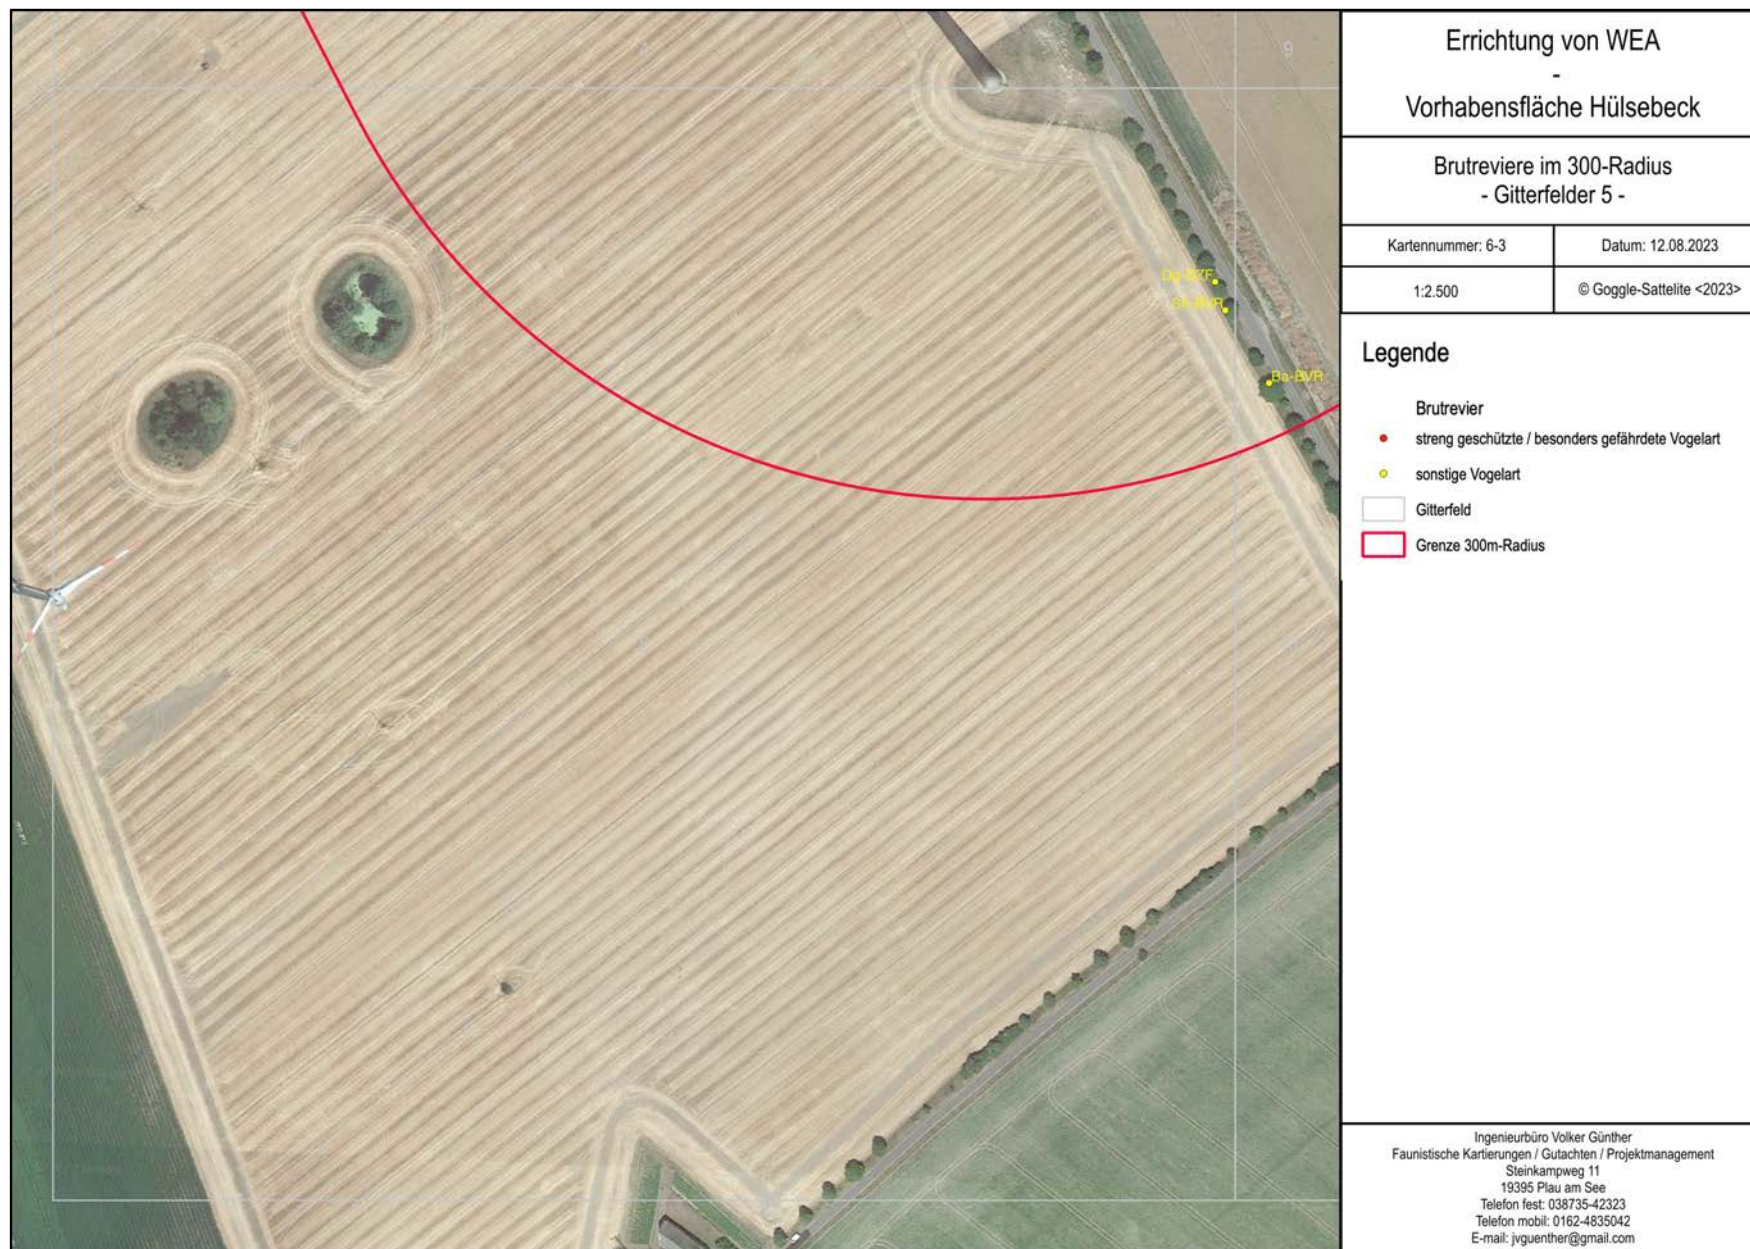 9
Ba-BVR
Errichtung von WEA
-
Vorhabensfläche Hülsebeck
Brutreviere im 300-Radius
- Gitterfelder 5 -
Kartennummer: 6-3
Datum: 12.08.2023
1:2.500
© Goggle-Sattelite <2023>
Legende
Brutrevier
streng geschützte / besonders gefährdete Vogelart
sonstige Vogelart
Gitterfeld
Grenze 300m-Radius
Ingenieurbüro Volker Günther
Faunistische Kartierungen / Gutachten / Projektmanagement
Steinkampweg 11
19395 Plau am See
Telefon fest: 038735-42323
Telefon mobil: 0162-4835042
E-mail: jvguenther@gmail.com